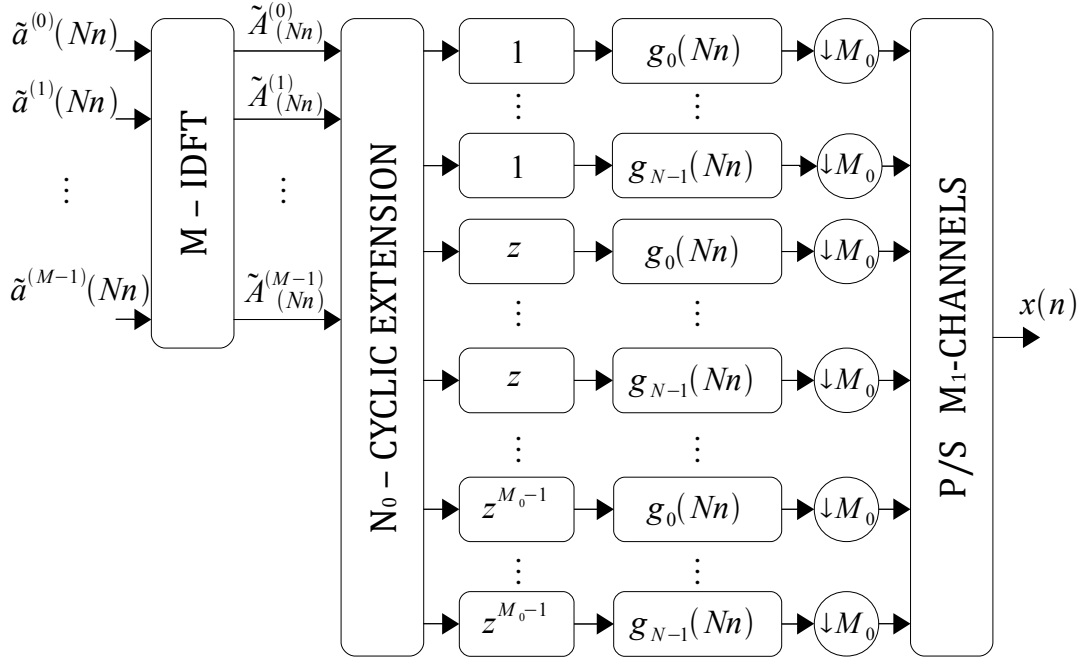 ã⁽⁰⁾(Nn)
Ã⁽⁰⁾(Nn)
ã⁽¹⁾(Nn)
Ã⁽¹⁾(Nn)
⋮
⋮
ã⁽ᴹ⁻¹⁾(Nn)
Ã⁽ᴹ⁻¹⁾(Nn)
M – IDFT
N₀ – CYCLIC EXTENSION
1
g₀(Nn)
↓M₀
⋮
⋮
1
g_{N−1}(Nn)
↓M₀
z
g₀(Nn)
↓M₀
⋮
⋮
z
g_{N−1}(Nn)
↓M₀
⋮
⋮
z^{M₀−1}
g₀(Nn)
↓M₀
⋮
⋮
z^{M₀−1}
g_{N−1}(Nn)
↓M₀
P/S M₁-CHANNELS
x(n)